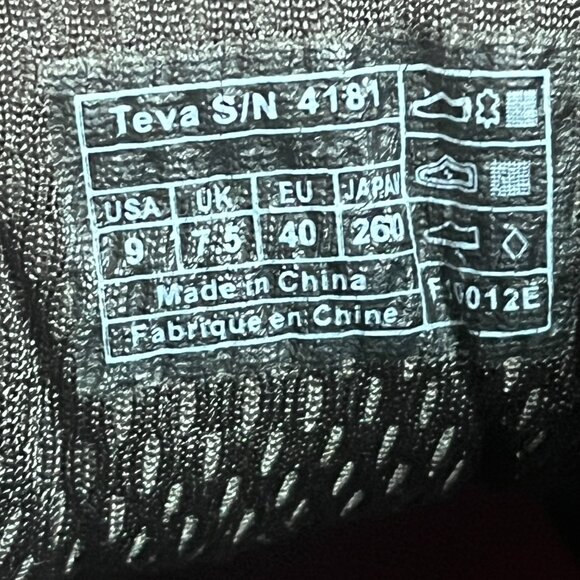 Teva S/N 4181
USA UK EU JAPAN
9 7.5 40 260
Made in China
Fabrique en Chine